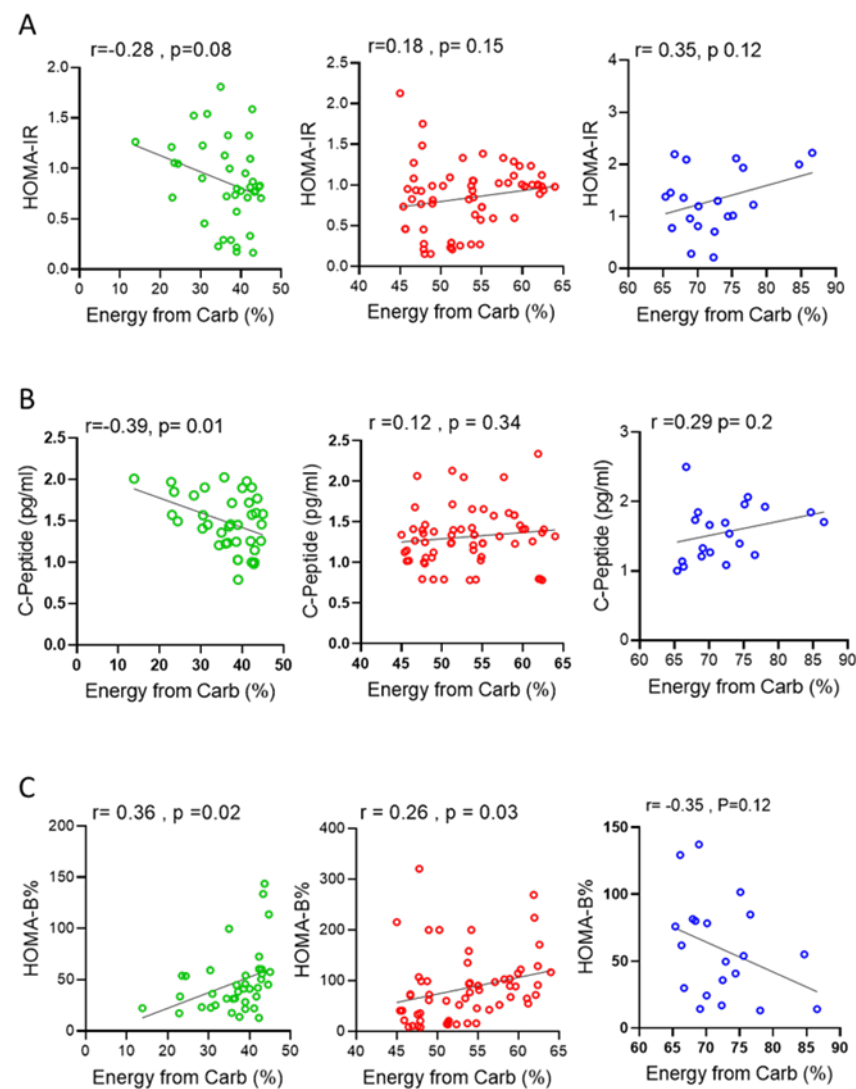 A
r=-0.28 , p=0.08
r=0.18 , p= 0.15
r= 0.35, p 0.12
HOMA-IR
2.0
1.5
1.0
0.5
0.0
0 10 20 30 40 50
Energy from Carb (%)
HOMA-IR
2.5
2.0
1.5
1.0
0.5
0.0
40 45 50 55 60 65
Energy from Carb (%)
HOMA-IR
4
3
2
1
0
60 65 70 75 80 85 90
Energy from Carb (%)
B
r=-0.39, p= 0.01
r =0.12 , p = 0.34
r =0.29 p= 0.2
C-Peptide (pg/ml)
2.5
2.0
1.5
1.0
0.5
0.0
0 10 20 30 40 50
Energy from Carb (%)
C-Peptide (pg/ml)
2.5
2.0
1.5
1.0
0.5
0.0
40 45 50 55 60 65
Energy from Carb (%)
C-Peptide (pg/ml)
3
2
1
0
60 65 70 75 80 85 90
Energy from Carb (%)
C
r= 0.36 , p =0.02
r = 0.26 , p = 0.03
r= -0.35 , P=0.12
HOMA-B%
200
150
100
50
0
0 10 20 30 40 50
Energy from Carb (%)
HOMA-B%
400
300
200
100
0
40 45 50 55 60 65
Energy from Carb (%)
HOMA-B%
150
100
50
0
60 65 70 75 80 85 90
Energy from Carb (%)